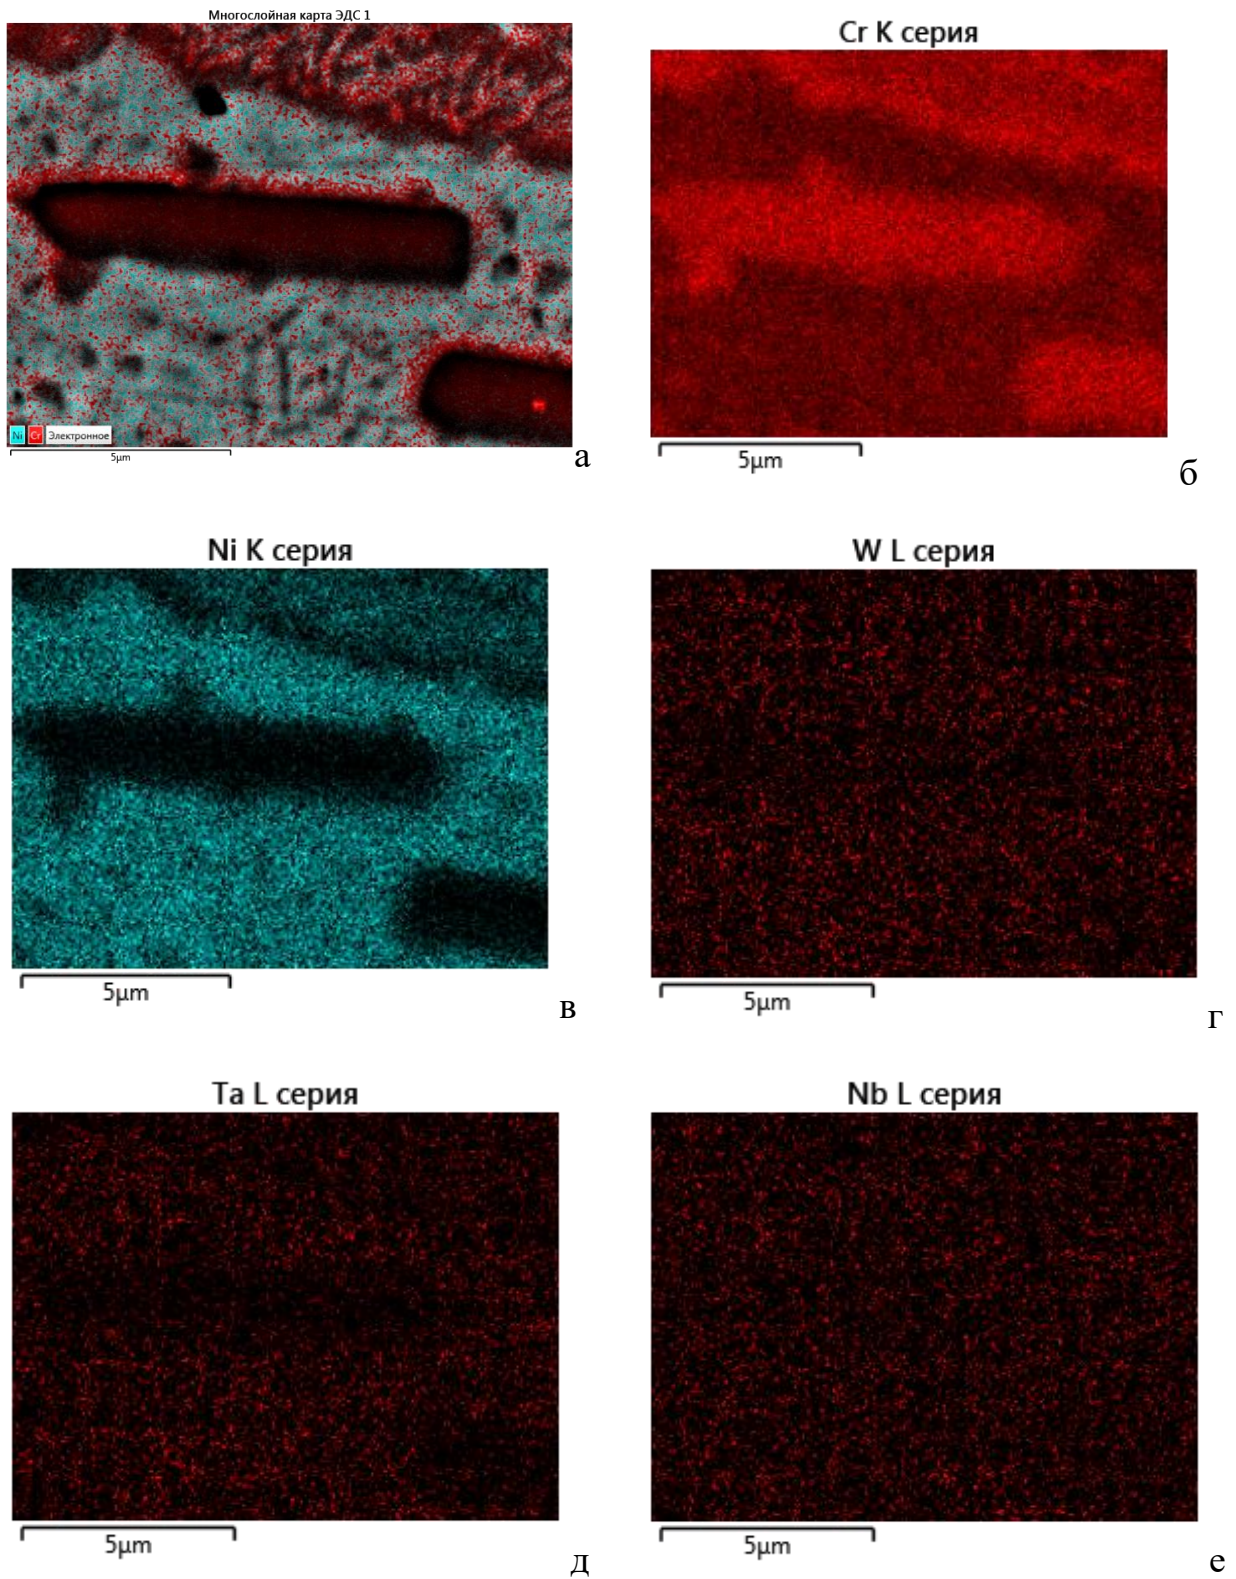 Многослойная карта ЭДС 1
Ni Cr Электронное
5μm
а
Cr K серия
5μm
б
Ni K серия
5μm
в
W L серия
5μm
г
Ta L серия
5μm
д
Nb L серия
5μm
е